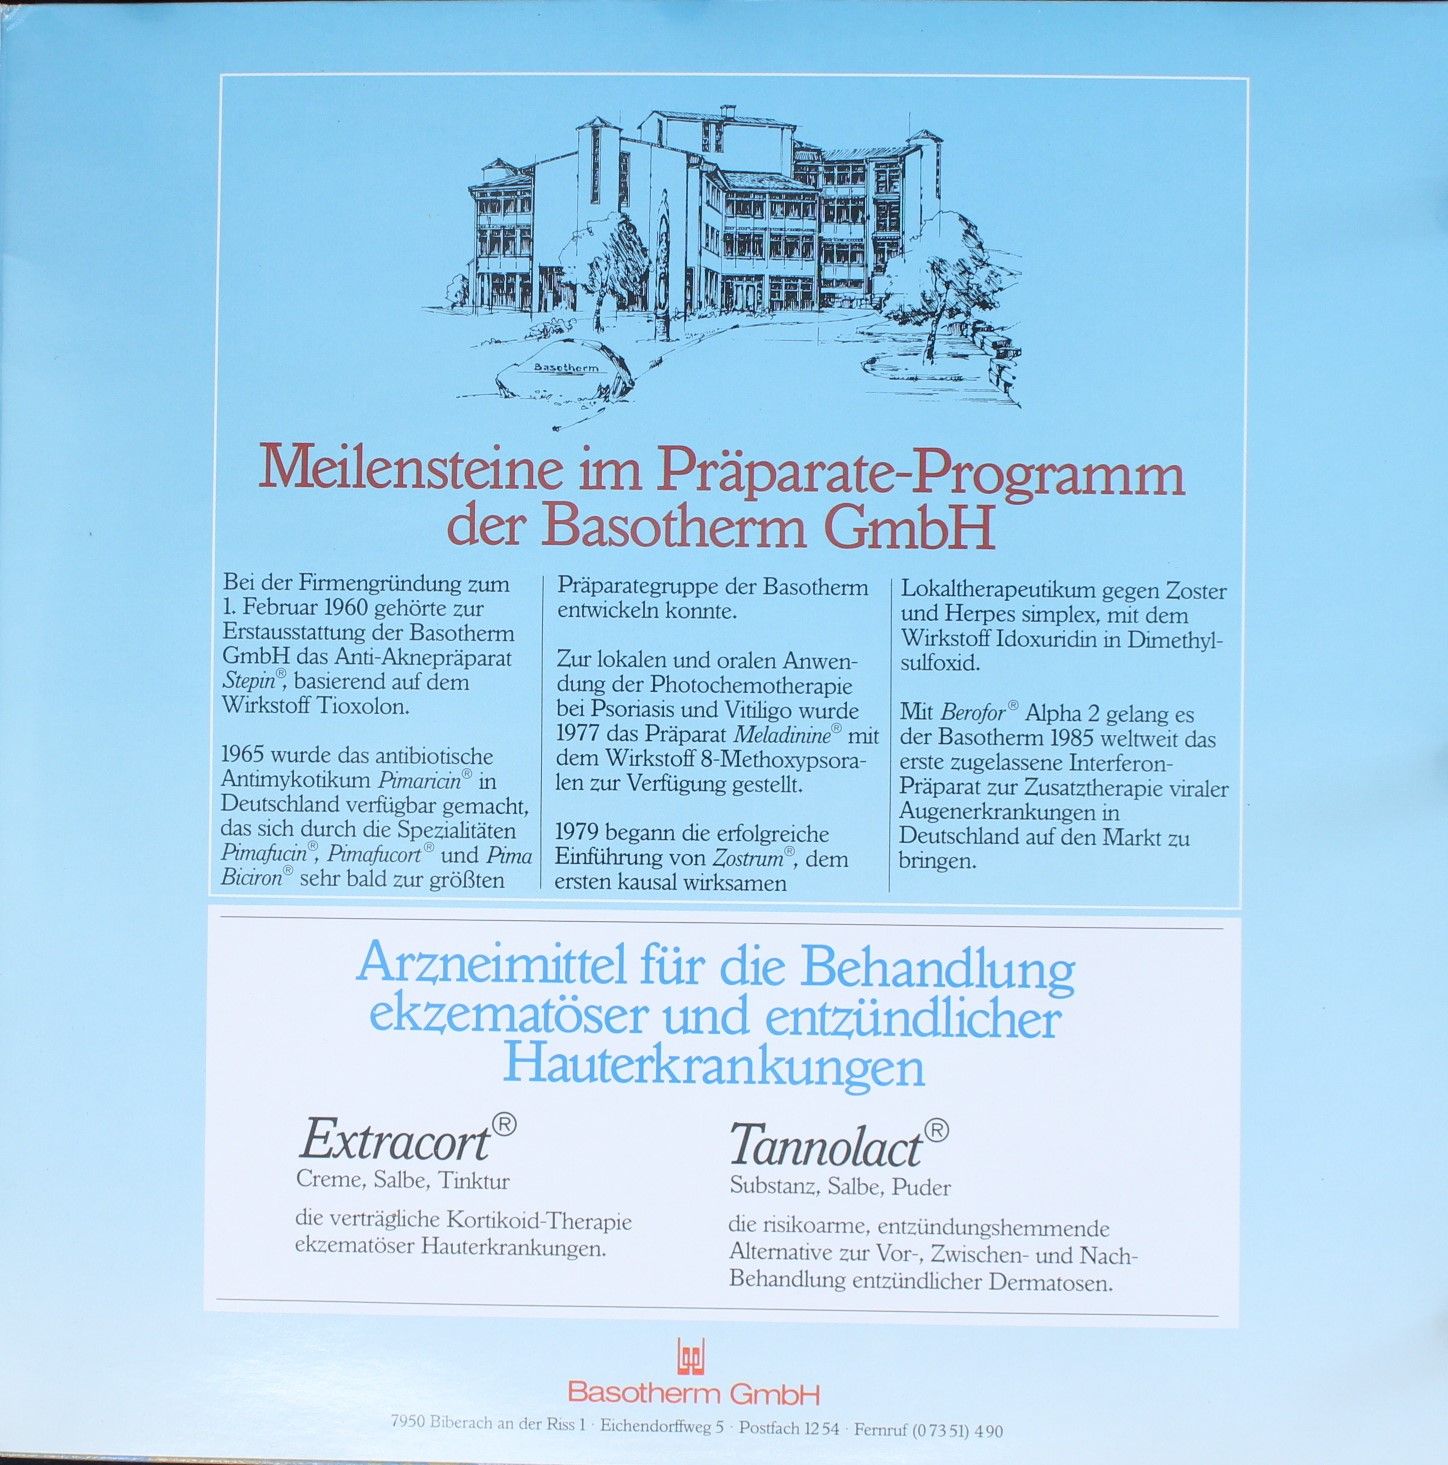 Basotherm
Meilensteine im Präparate-Programm
der Basotherm GmbH
Bei der Firmengründung zum
1. Februar 1960 gehörte zur
Erstausstattung der Basotherm
GmbH das Anti-Aknepräparat
Stepin®, basierend auf dem
Wirkstoff Tioxolon.
1965 wurde das antibiotische
Antimykotikum Pimaricin® in
Deutschland verfügbar gemacht,
das sich durch die Spezialitäten
Pimafucin®, Pimafucort® und Pima
Biciron® sehr bald zur größten
Präparategruppe der Basotherm
entwickeln konnte.
Zur lokalen und oralen Anwen-
dung der Photochemotherapie
bei Psoriasis und Vitiligo wurde
1977 das Präparat Meladinine® mit
dem Wirkstoff 8-Methoxypsora-
len zur Verfügung gestellt.
1979 begann die erfolgreiche
Einführung von Zostrum®, dem
ersten kausal wirksamen
Lokaltherapeutikum gegen Zoster
und Herpes simplex, mit dem
Wirkstoff Idoxuridin in Dimethyl-
sulfoxid.
Mit Berofor® Alpha 2 gelang es
der Basotherm 1985 weltweit das
erste zugelassene Interferon-
Präparat zur Zusatztherapie viraler
Augenerkrankungen in
Deutschland auf den Markt zu
bringen.
Arzneimittel für die Behandlung
ekzematöser und entzündlicher
Hauterkrankungen
Extracort®
Creme, Salbe, Tinktur
die verträgliche Kortikoid-Therapie
ekzematöser Hauterkrankungen.
Tannolact®
Substanz, Salbe, Puder
die risikoarme, entzündungshemmende
Alternative zur Vor-, Zwischen- und Nach-
Behandlung entzündlicher Dermatosen.
Basotherm GmbH
7950 Biberach an der Riss 1 · Eichendorffweg 5 · Postfach 1254 · Fernruf (07351) 490